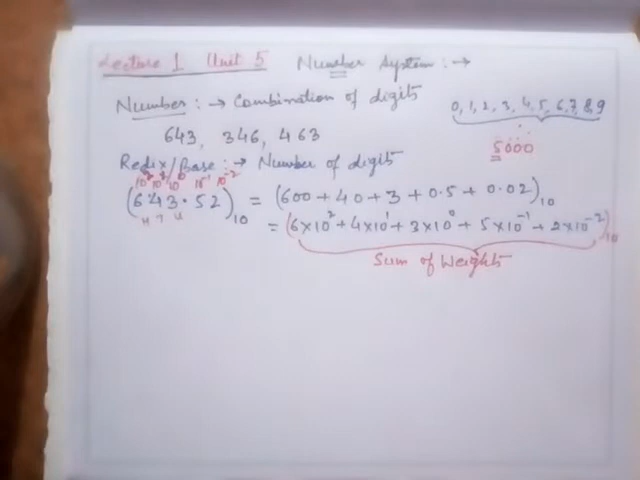 Lecture 1 Unit 5 Number System :→
Number :→ Combination of digits
0, 1, 2, 3, 4, 5, 6, 7, 8, 9
643, 346, 463
5000
Redix/Base :→ Number of digit
10² 10¹ 10⁰ 10⁻¹ 10⁻²
(643.52)₁₀ = (600 + 40 + 3 + 0.5 + 0.02)₁₀
H T U
= (6×10² + 4×10¹ + 3×10⁰ + 5×10⁻¹ + 2×10⁻²)₁₀
Sum of Weights